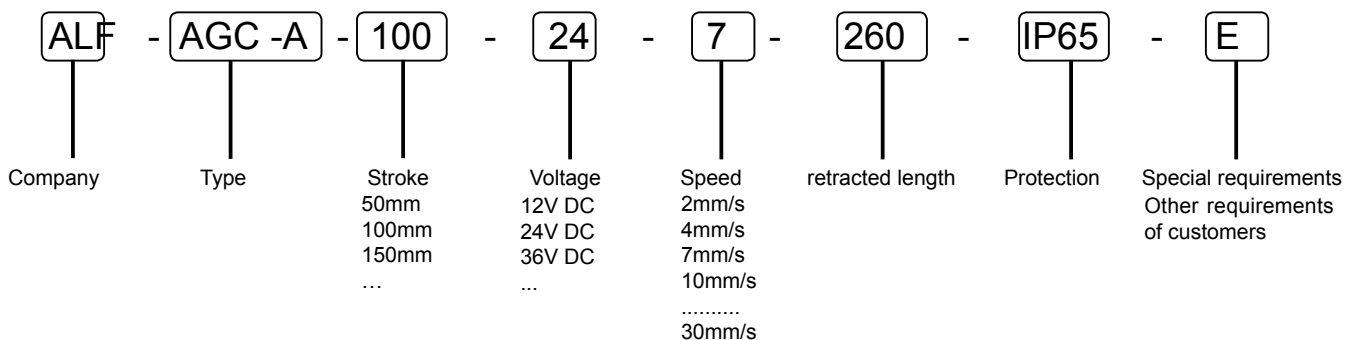 ALF - AGC -A - 100 - 24 - 7 - 260 - IP65 - E
Company Type Stroke Voltage Speed retracted length Protection Special requirements
50mm 12V DC 2mm/s Other requirements
100mm 24V DC 4mm/s of customers
150mm 36V DC 7mm/s
… ... 10mm/s
..........
30mm/s